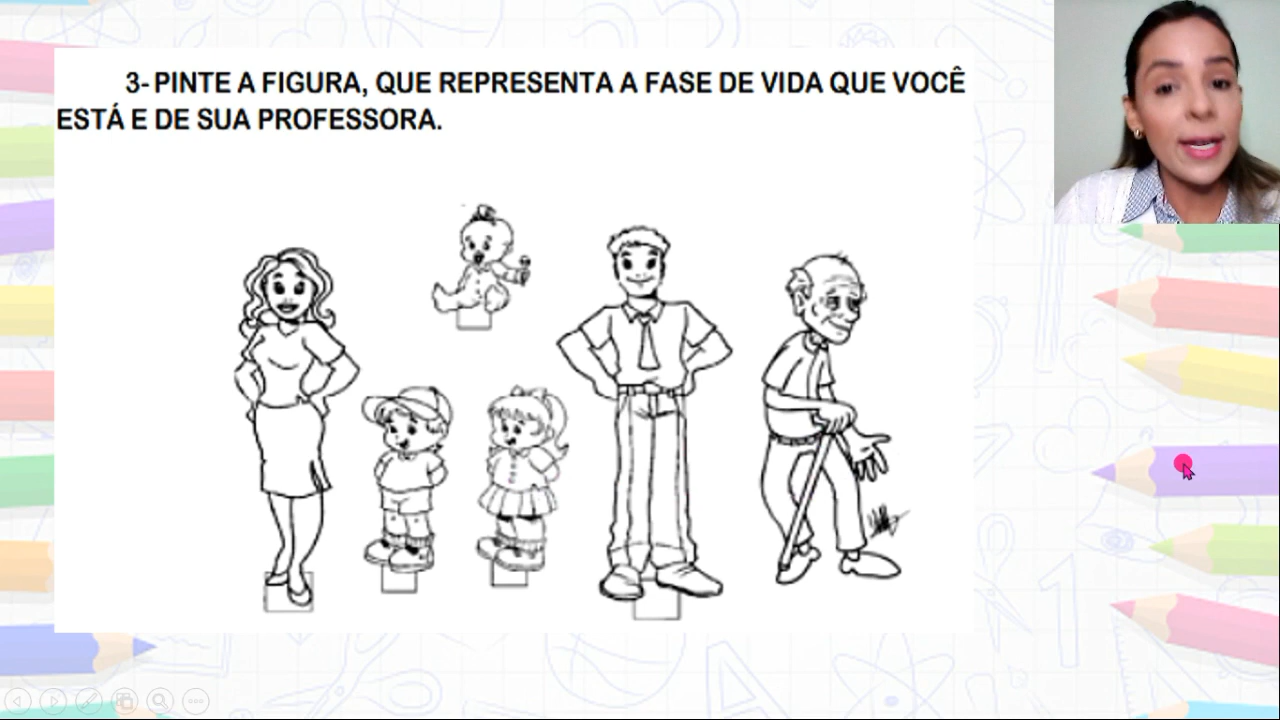 3- PINTE A FIGURA, QUE REPRESENTA A FASE DE VIDA QUE VOCÊ
ESTÁ E DE SUA PROFESSORA.